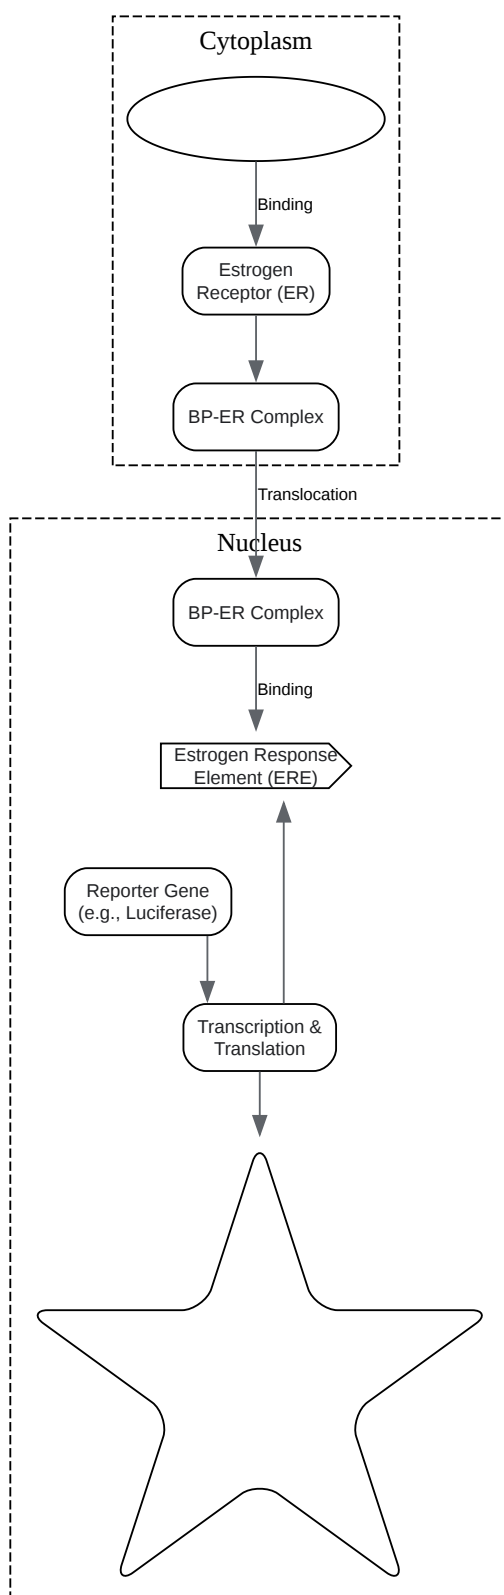 Cytoplasm
Binding
Estrogen
Receptor (ER)
BP-ER Complex
Translocation
Nucleus
BP-ER Complex
Binding
Estrogen Response
Element (ERE)
Reporter Gene
(e.g., Luciferase)
Transcription &
Translation